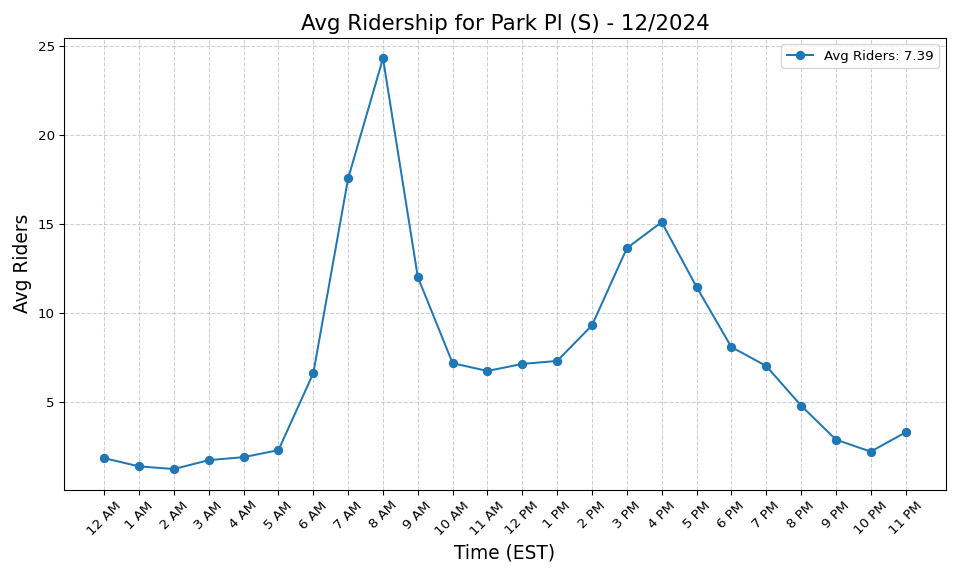 Avg Ridership for Park Pl (S) - 12/2024
Avg Riders: 7.39
Avg Riders
25
20
15
10
5
12 AM
1 AM
2 AM
3 AM
4 AM
5 AM
6 AM
7 AM
8 AM
9 AM
10 AM
11 AM
12 PM
1 PM
2 PM
3 PM
4 PM
5 PM
6 PM
7 PM
8 PM
9 PM
10 PM
11 PM
Time (EST)